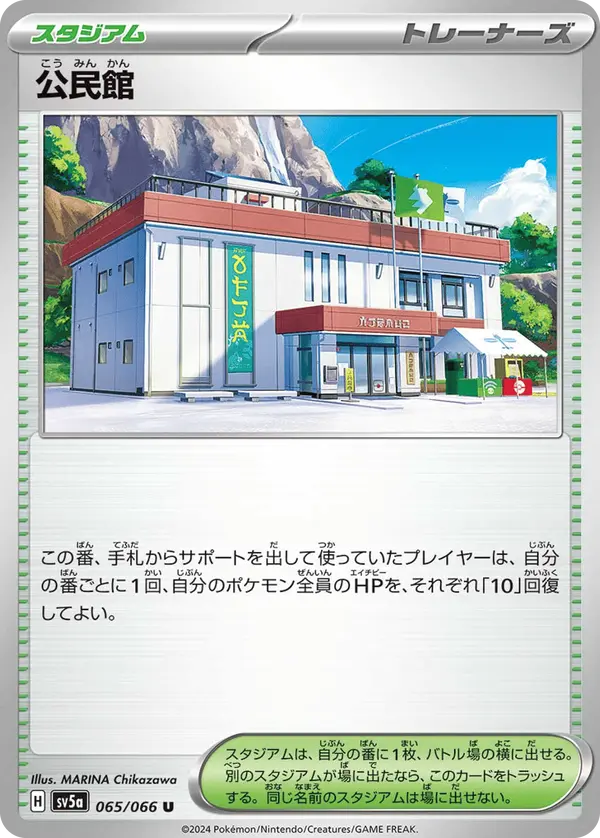 スタジアム トレーナーズ
こうみんかん
公民館
この番、手札からサポートを出して使っていたプレイヤーは、自分
の番ごとに1回、自分のポケモン全員のHPを、それぞれ「10」回復
してよい。
スタジアムは、自分の番に1枚、バトル場の横に出せる。
別のスタジアムが場に出たなら、このカードをトラッシュ
する。同じ名前のスタジアムは場に出せない。
Illus. MARINA Chikazawa
H sv5a 065/066 U
©2024 Pokémon/Nintendo/Creatures/GAME FREAK.